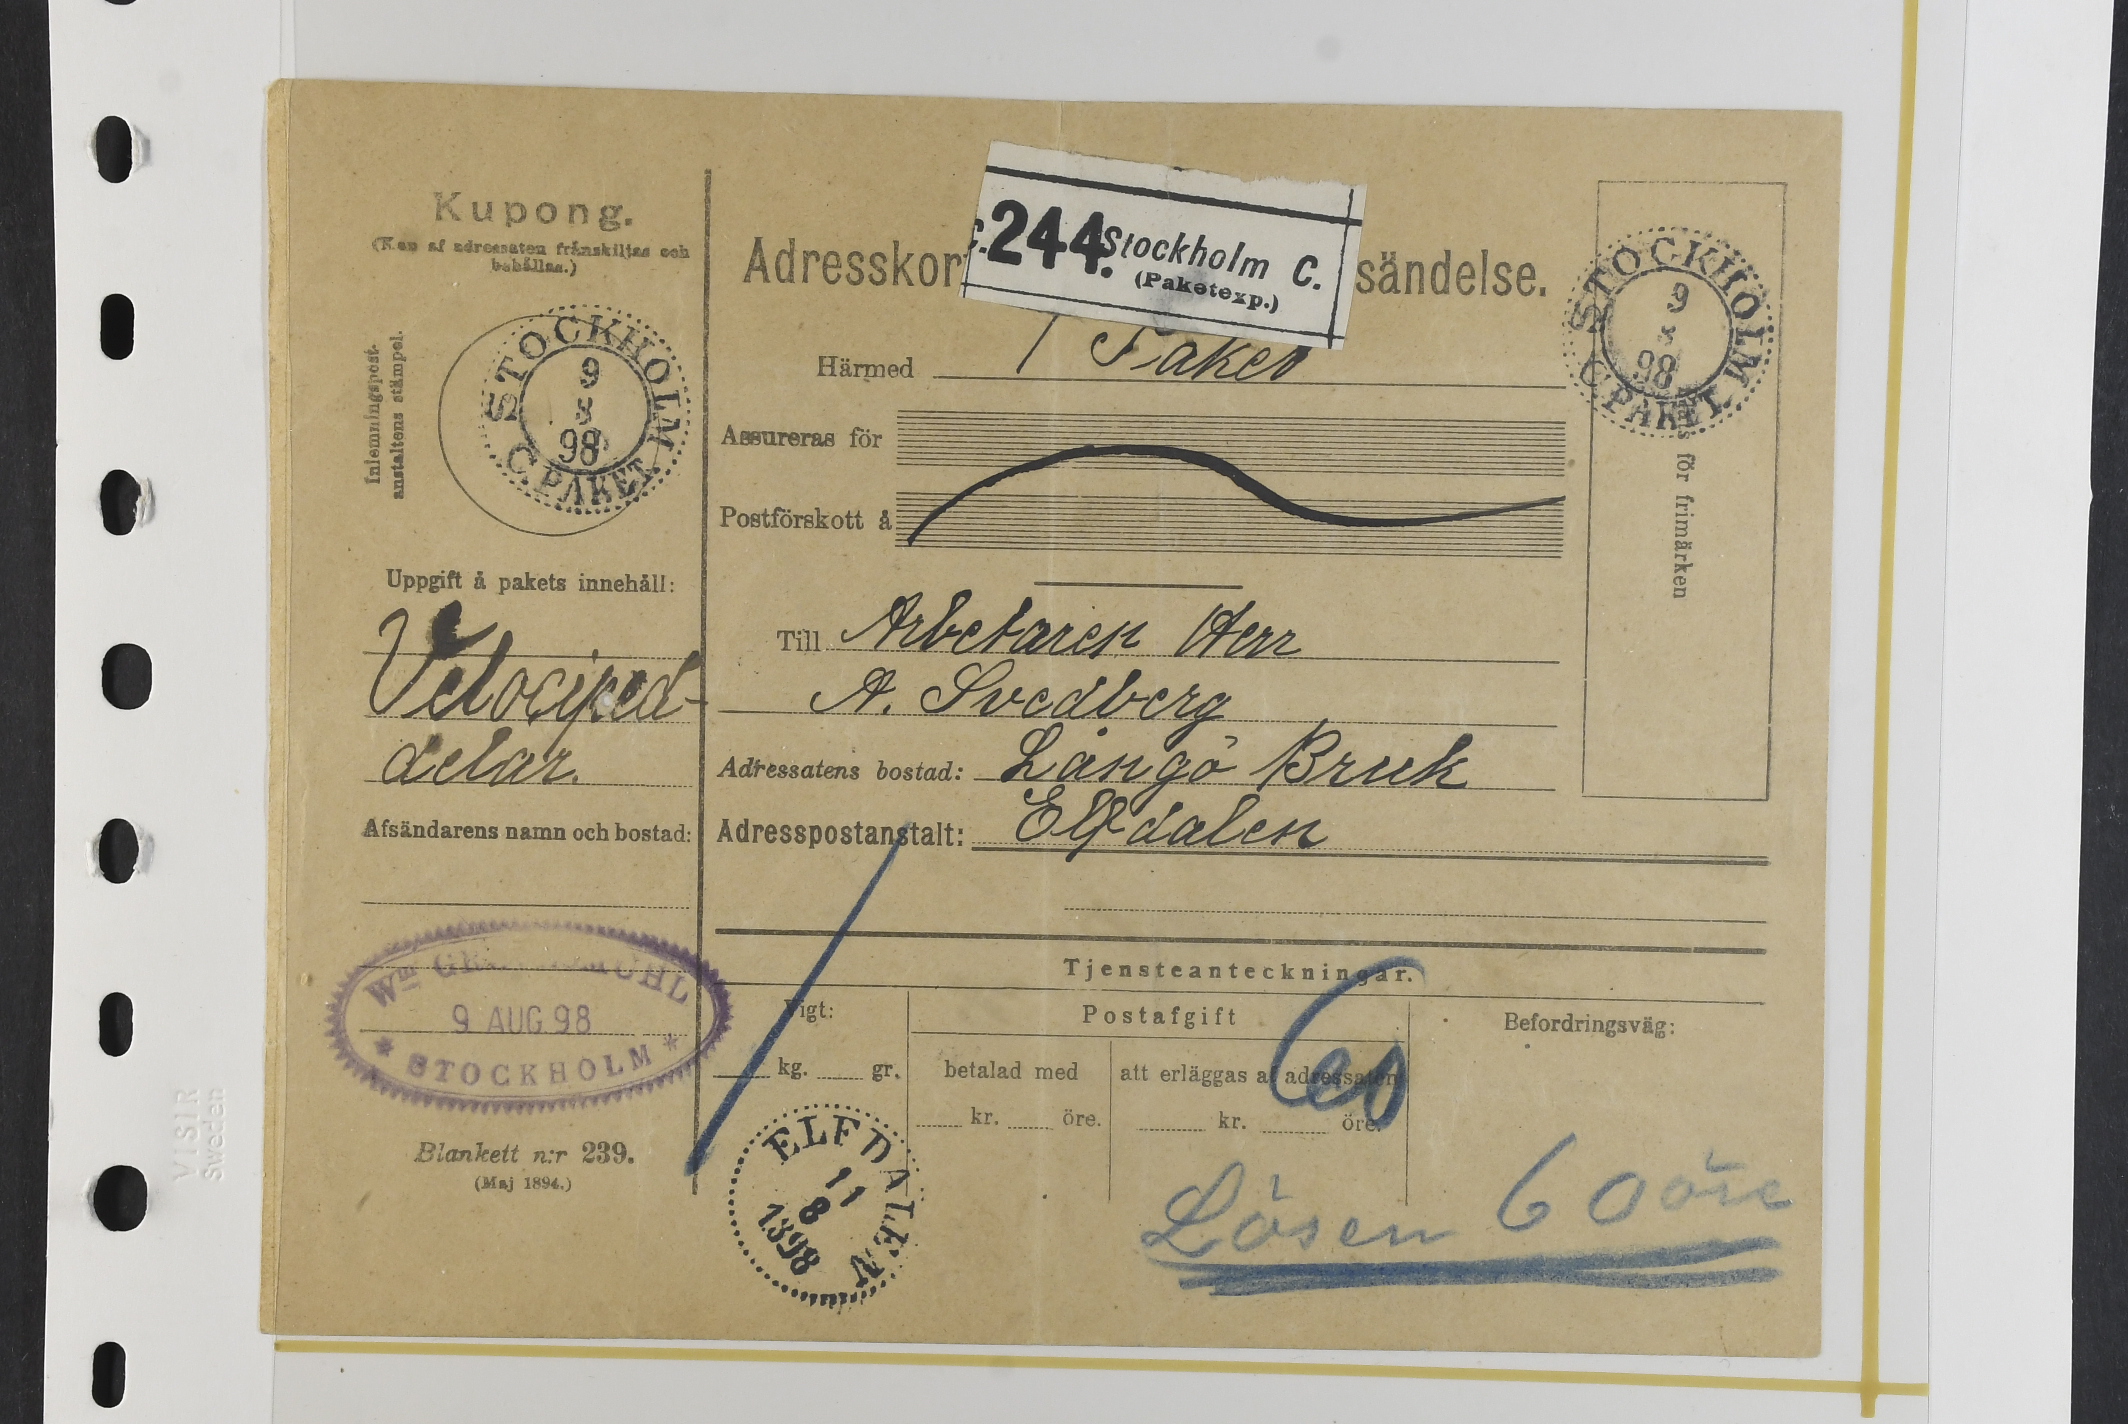 Kupong.
(Kan af adressaten frånskiljas och
behållas.)
Inlemningspost-
anstaltens stämpel.
STOCKHOLM
9
8
98
C. PAKET.
Uppgift å pakets innehåll:
Velociped-
delar.
Afsändarens namn och bostad:
Wm
9 AUG 98
* STOCKHOLM *
Blankett n:r 239.
(Maj 1894.)
244. Stockholm C.
(Paketexp.)
Adresskor sändelse.
Härmed 1 Paket
Assureras för
Postförskott å
Till Arbetaren Herr
A. Svedberg
Adressatens bostad: Långö Bruk
Adresspostanstalt: Elfdalen
STOCKHOLM
9
8
98
C. PAKET.
för frimärken
Tjensteanteckningar.
Vigt:
kg. gr.
Postafgift
betalad med
kr. öre.
att erläggas af adressaten
kr. öre.
Befordringsväg:
ELFDALEN
11
8
1898
Lösen 60 öre
VISIR
Sweden